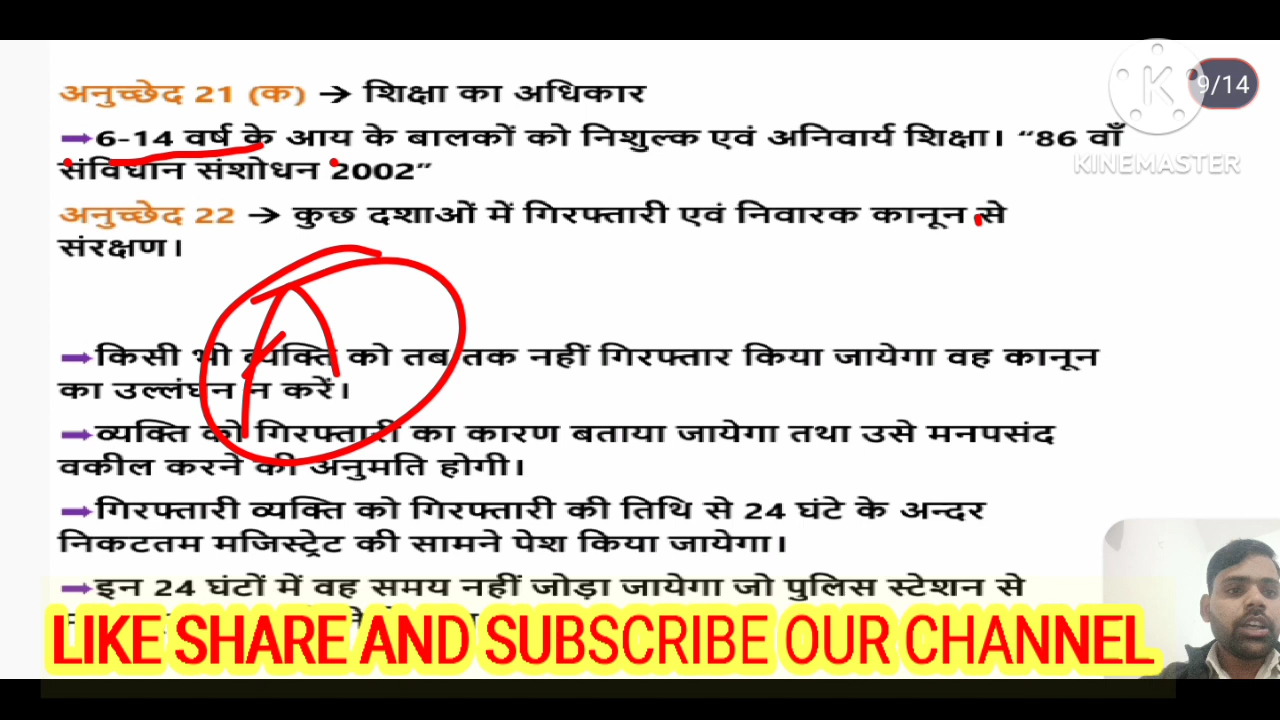 अनुच्छेद 21 (क) → शिक्षा का अधिकार
9/14
➡6-14 वर्ष के आय के बालकों को निशुल्क एवं अनिवार्य शिक्षा। “86 वाँ
KINEMASTER
संविधान संशोधन 2002”
अनुच्छेद 22 → कुछ दशाओं में गिरफ्तारी एवं निवारक कानून से
संरक्षण।
➡किसी भी व्यक्ति को तब तक नहीं गिरफ्तार किया जायेगा वह कानून
का उल्लंघन न करें।
➡व्यक्ति को गिरफ्तारी का कारण बताया जायेगा तथा उसे मनपसंद
वकील करने की अनुमति होगी।
➡गिरफ्तारी व्यक्ति को गिरफ्तारी की तिथि से 24 घंटे के अन्दर
निकटतम मजिस्ट्रेट की सामने पेश किया जायेगा।
➡इन 24 घंटों में वह समय नहीं जोड़ा जायेगा जो पुलिस स्टेशन से
LIKE SHARE AND SUBSCRIBE OUR CHANNEL